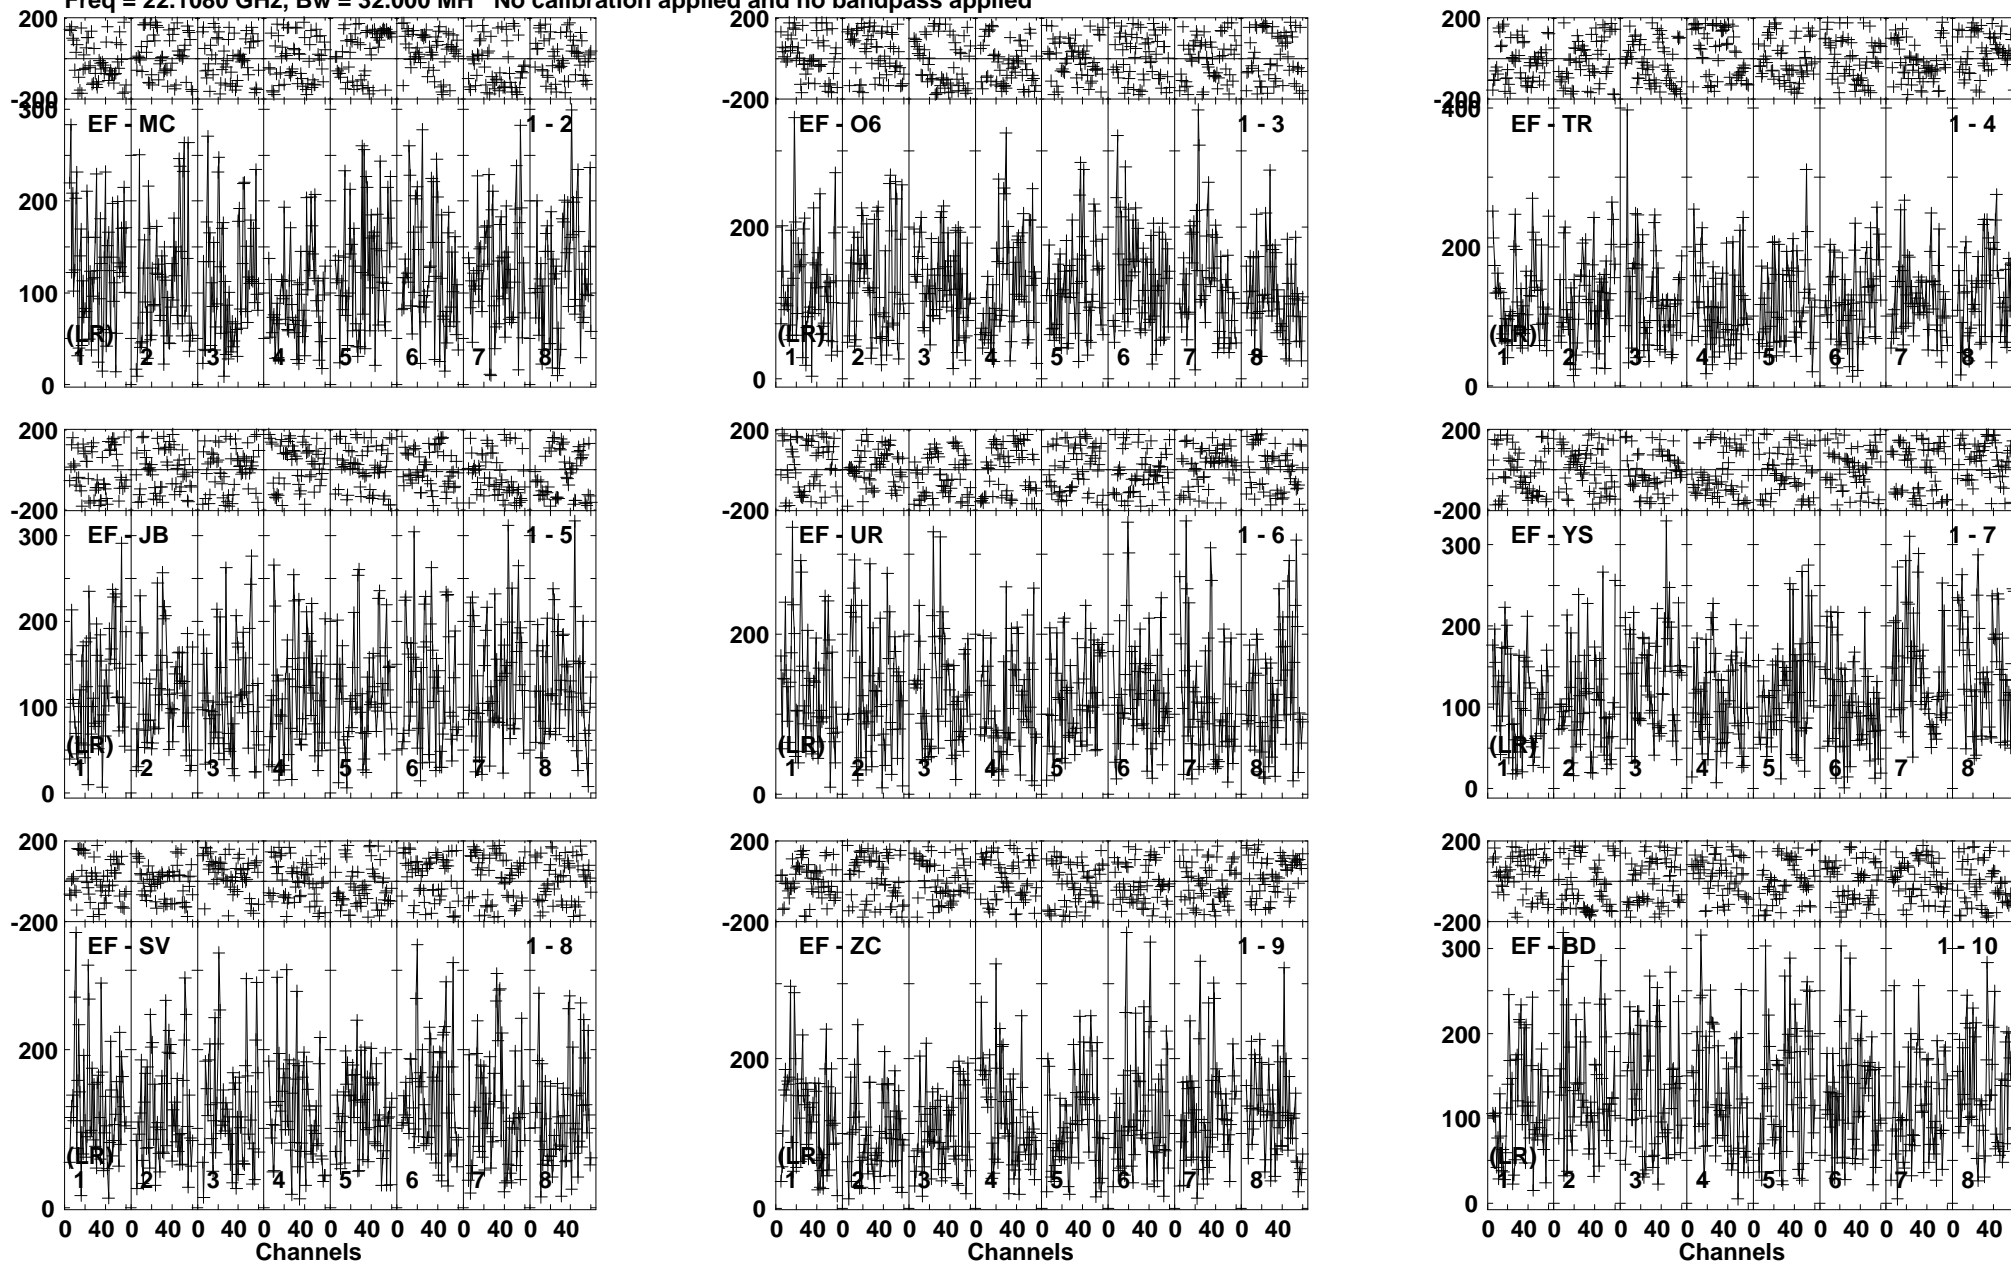 Freq = 22.1080 GHz, Bw = 32.000 MH No calibration applied and no bandpass applied
200 200 200
-200 -200 -200
300 EF - MC 1 - 2 EF - O6 1 - 3 400 EF - TR 1 - 4
200 200 200
100
(LR) (LR) (LR)
1 2 3 4 5 6 7 8 1 2 3 4 5 6 7 8 1 2 3 4 5 6 7 8
0 0 0
200 200 200
-200 -200 -200
300 EF - JB 1 - 5 EF - UR 1 - 6 300 EF - YS 1 - 7
200 200 200
100 100
(LR) (LR) (LR)
1 2 3 4 5 6 7 8 1 2 3 4 5 6 7 8 1 2 3 4 5 6 7 8
0 0 0
200 200 200
-200 -200 -200
EF - SV 1 - 8 EF - ZC 1 - 9 300 EF - BD 1 - 10
200 200 200
100
(LR) (LR) (LR)
1 2 3 4 5 6 7 8 1 2 3 4 5 6 7 8 1 2 3 4 5 6 7 8
0 0 0
0 40 0 40 0 40 0 40 0 40 0 40 0 40 0 40 0 40 0 40 0 40 0 40 0 40 0 40 0 40 0 40 0 40 0 40 0 40 0 40 0 40 0 40 0 40 0 40
Channels Channels Channels